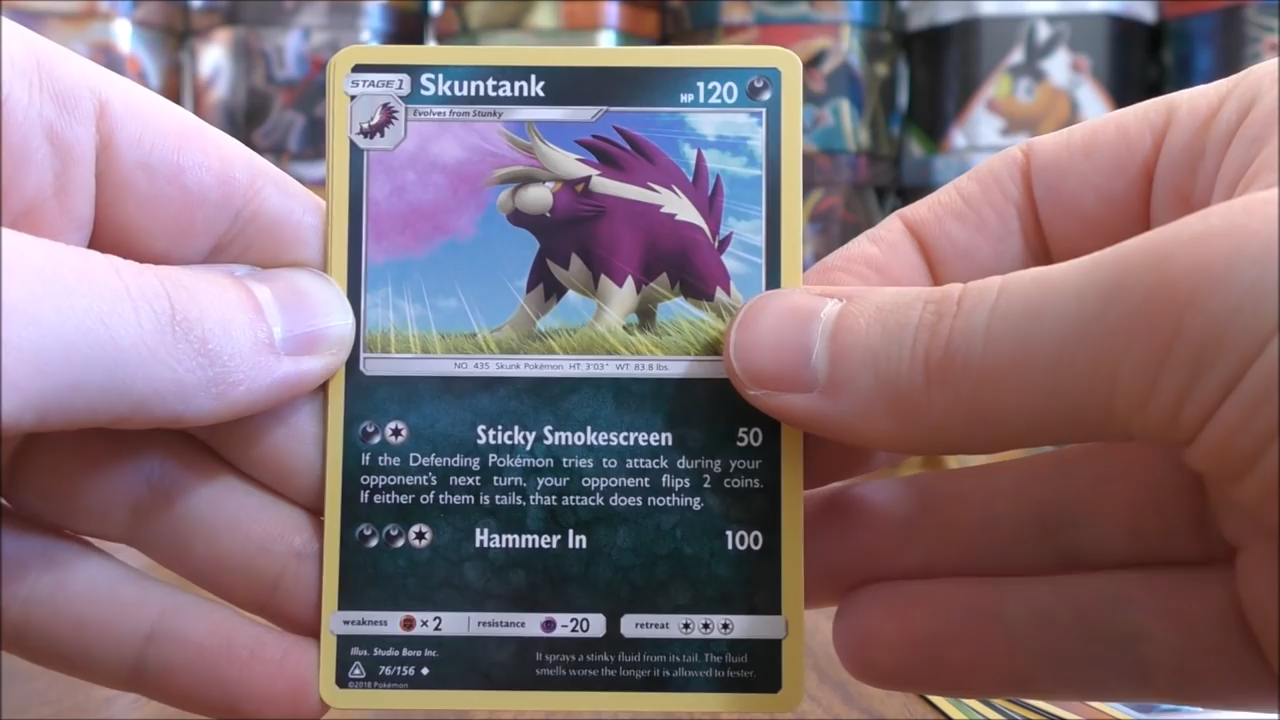 STAGE 1 Skuntank HP 120
Evolves from Stunky
NO. 435 Skunk Pokémon HT: 3'03" WT: 83.8 lbs.
Sticky Smokescreen 50
If the Defending Pokémon tries to attack during your
opponent's next turn, your opponent flips 2 coins.
If either of them is tails, that attack does nothing.
Hammer In 100
weakness ×2 resistance -20 retreat
Illus. Studio Bora Inc.
76/156
©2018 Pokémon
It sprays a stinky fluid from its tail. The fluid
smells worse the longer it is allowed to fester.